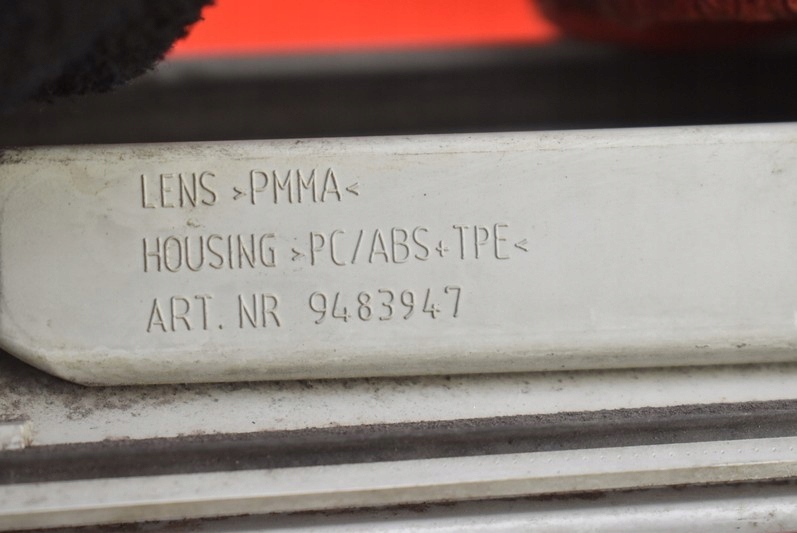 LENS >PMMA<
HOUSING >PC/ABS+TPE<
ART. NR 9483947